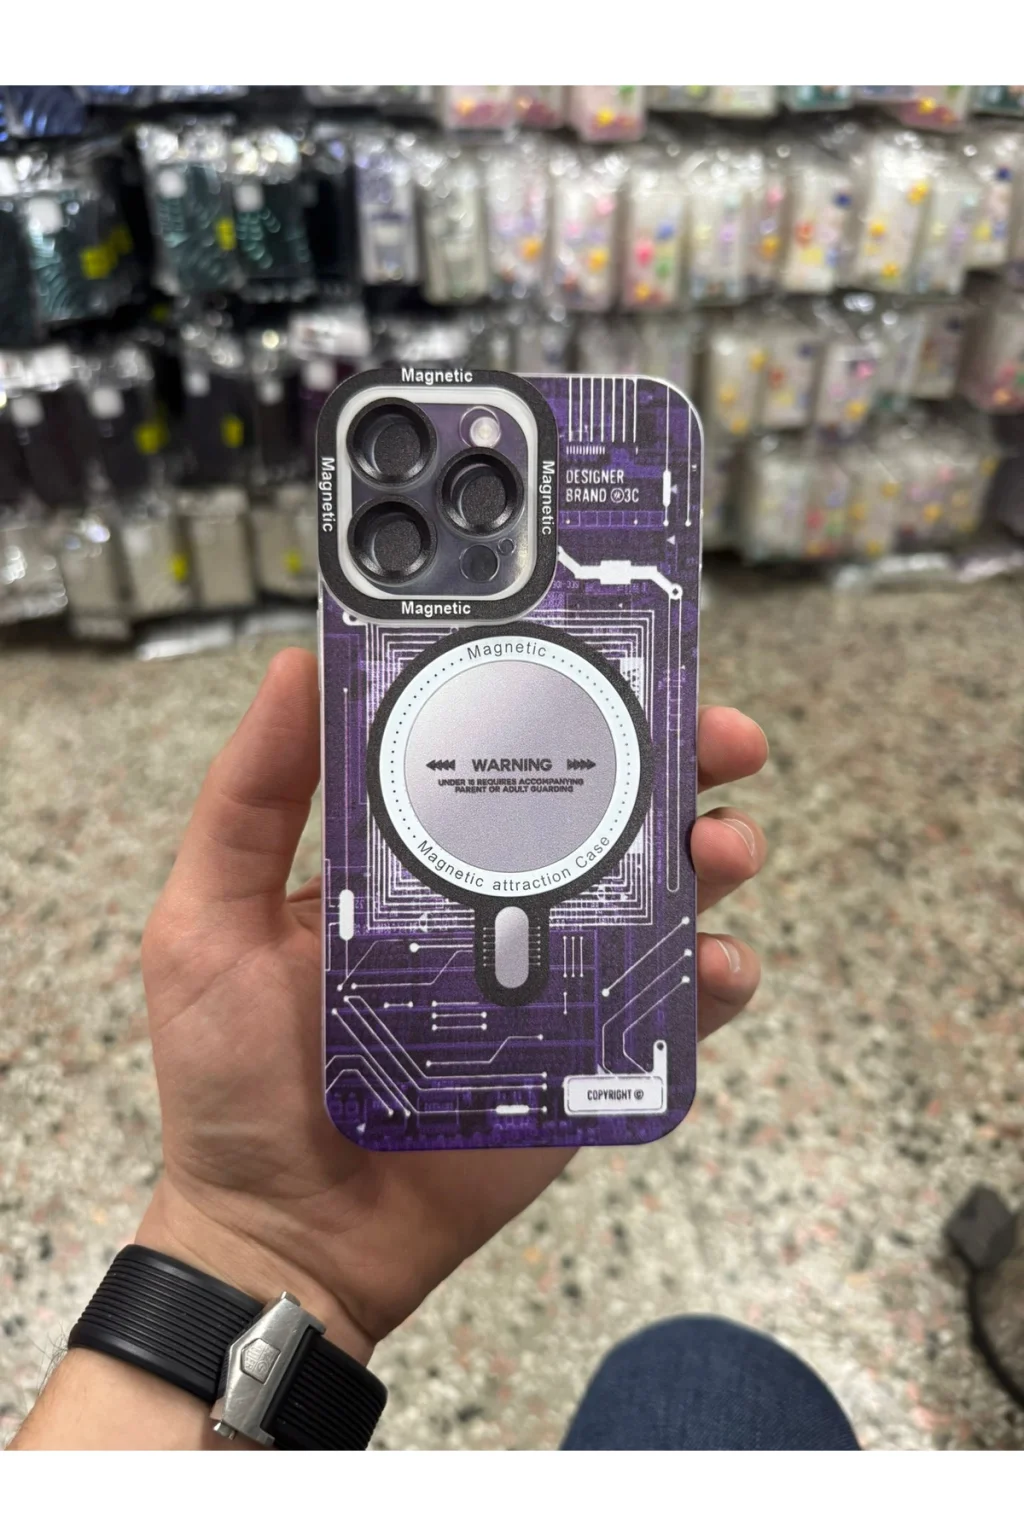 Magnetic
Magnetic
Magnetic
Magnetic
DESIGNER
BRAND 3C
Magnetic
WARNING
UNDER 18 REQUIRES ACCOMPANYING
PARENT OR ADULT GUARDING
Magnetic attraction Case
COPYRIGHT ©